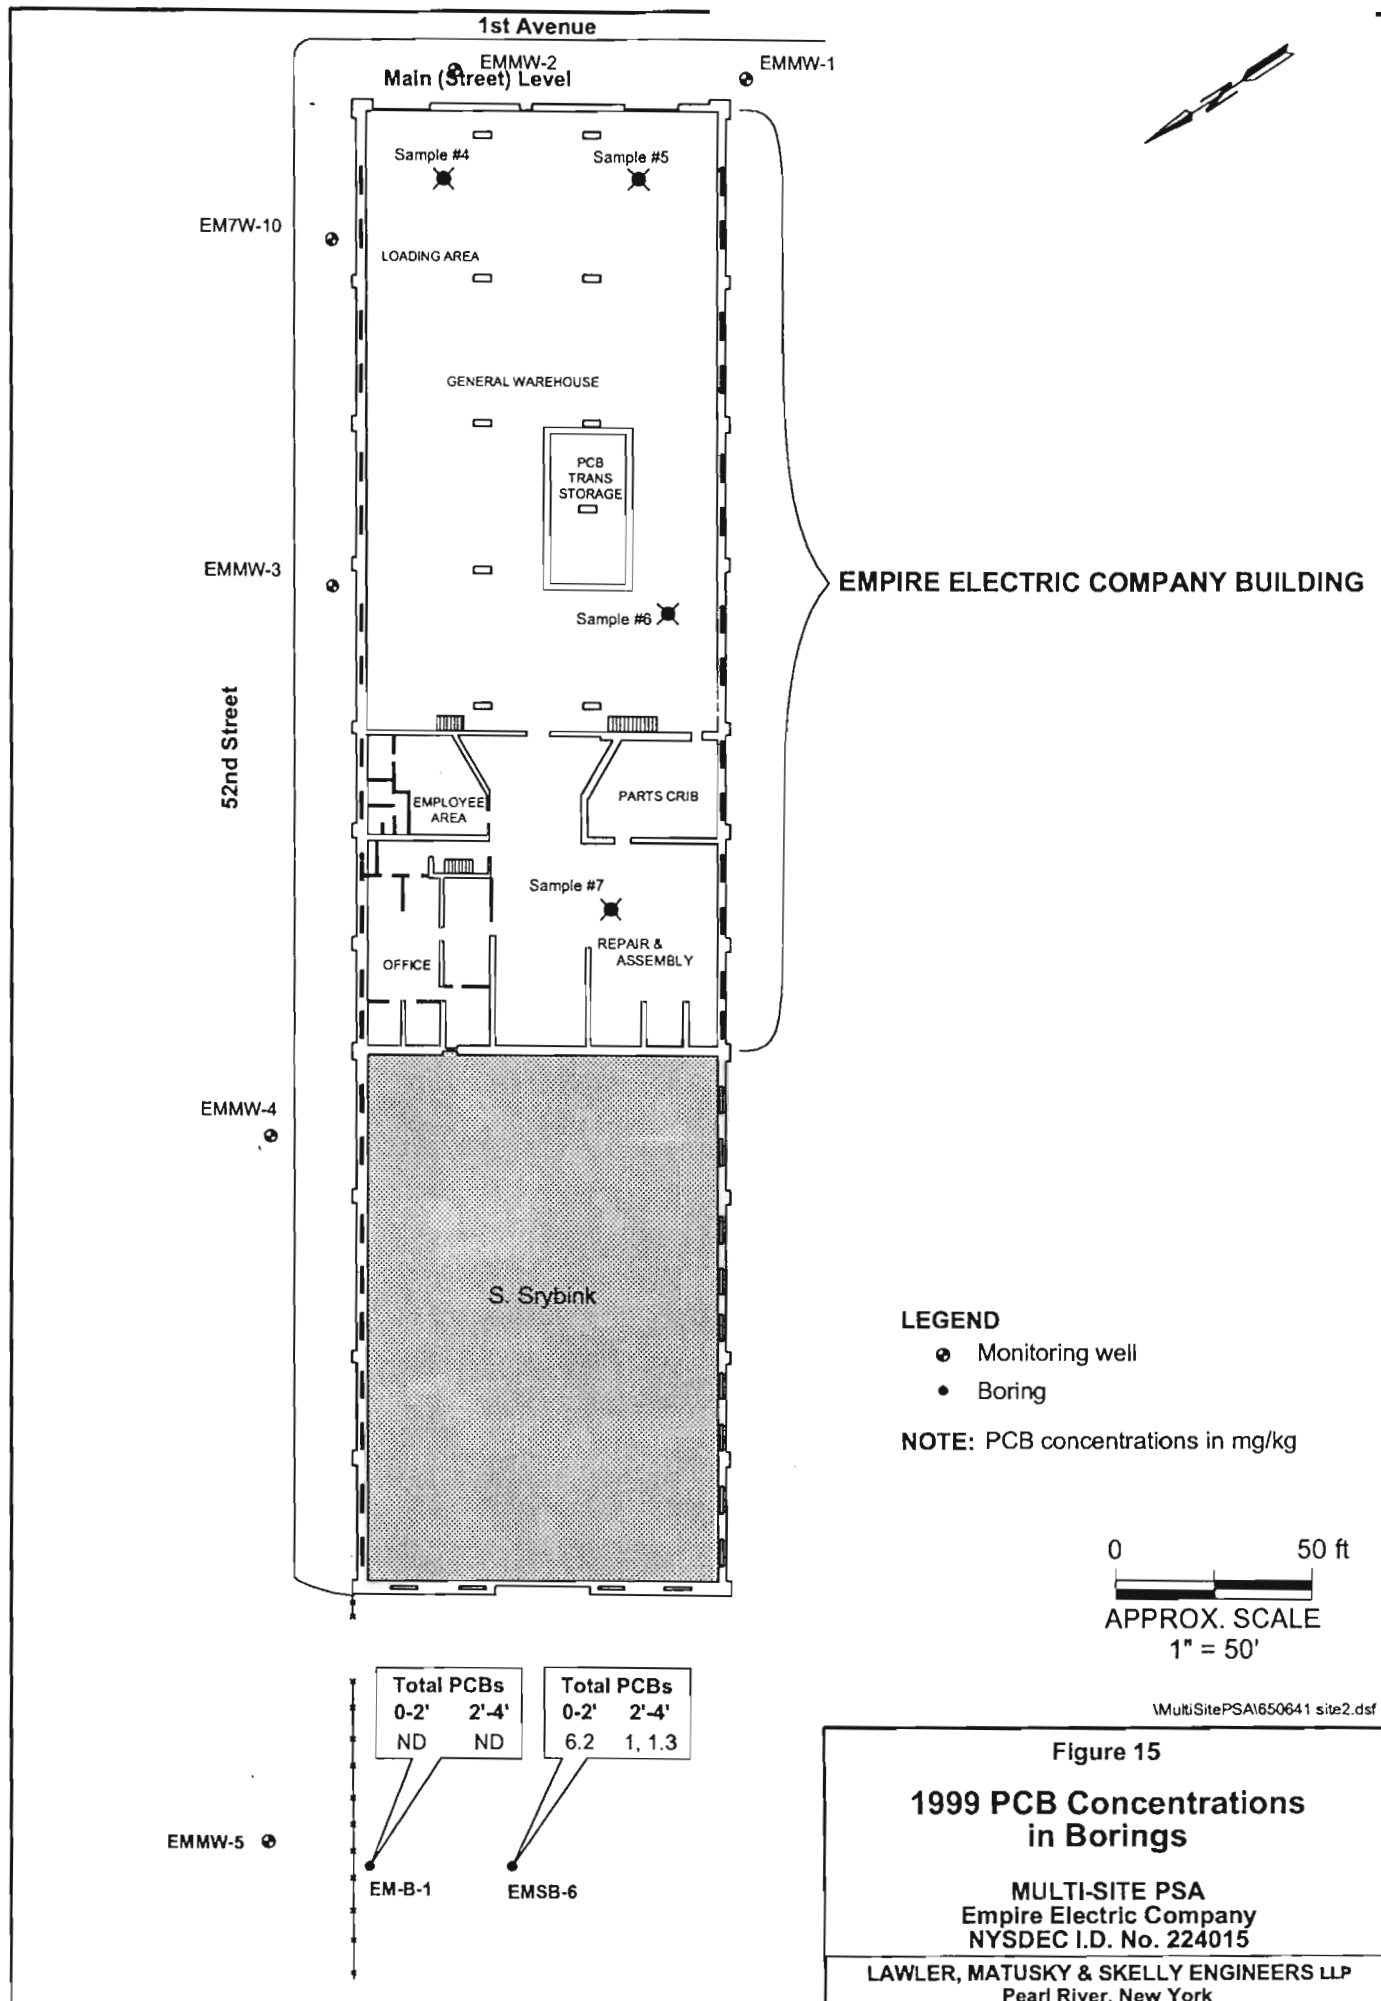 1st Avenue
EMMW-2
EMMW-1
Main (Street) Level
Sample #4
Sample #5
EM7W-10
LOADING AREA
GENERAL WAREHOUSE
PCB
TRANS
STORAGE
EMMW-3
EMPIRE ELECTRIC COMPANY BUILDING
Sample #6
52nd Street
EMPLOYEE
AREA
PARTS CRIB
Sample #7
REPAIR &
ASSEMBLY
OFFICE
EMMW-4
S. Srybink
LEGEND
Monitoring well
Boring
NOTE: PCB concentrations in mg/kg
0 50 ft
APPROX. SCALE
1" = 50'
N
Total PCBs
0-2' 2'-4'
ND ND
Total PCBs
0-2' 2'-4'
6.2 1, 1.3
EMMW-5
EM-B-1
EMSB-6
\MultiSitePSA\650641 site2.dsf
Figure 15
1999 PCB Concentrations
in Borings
MULTI-SITE PSA
Empire Electric Company
NYSDEC I.D. No. 224015
LAWLER, MATUSKY & SKELLY ENGINEERS LLP
Pearl River, New York